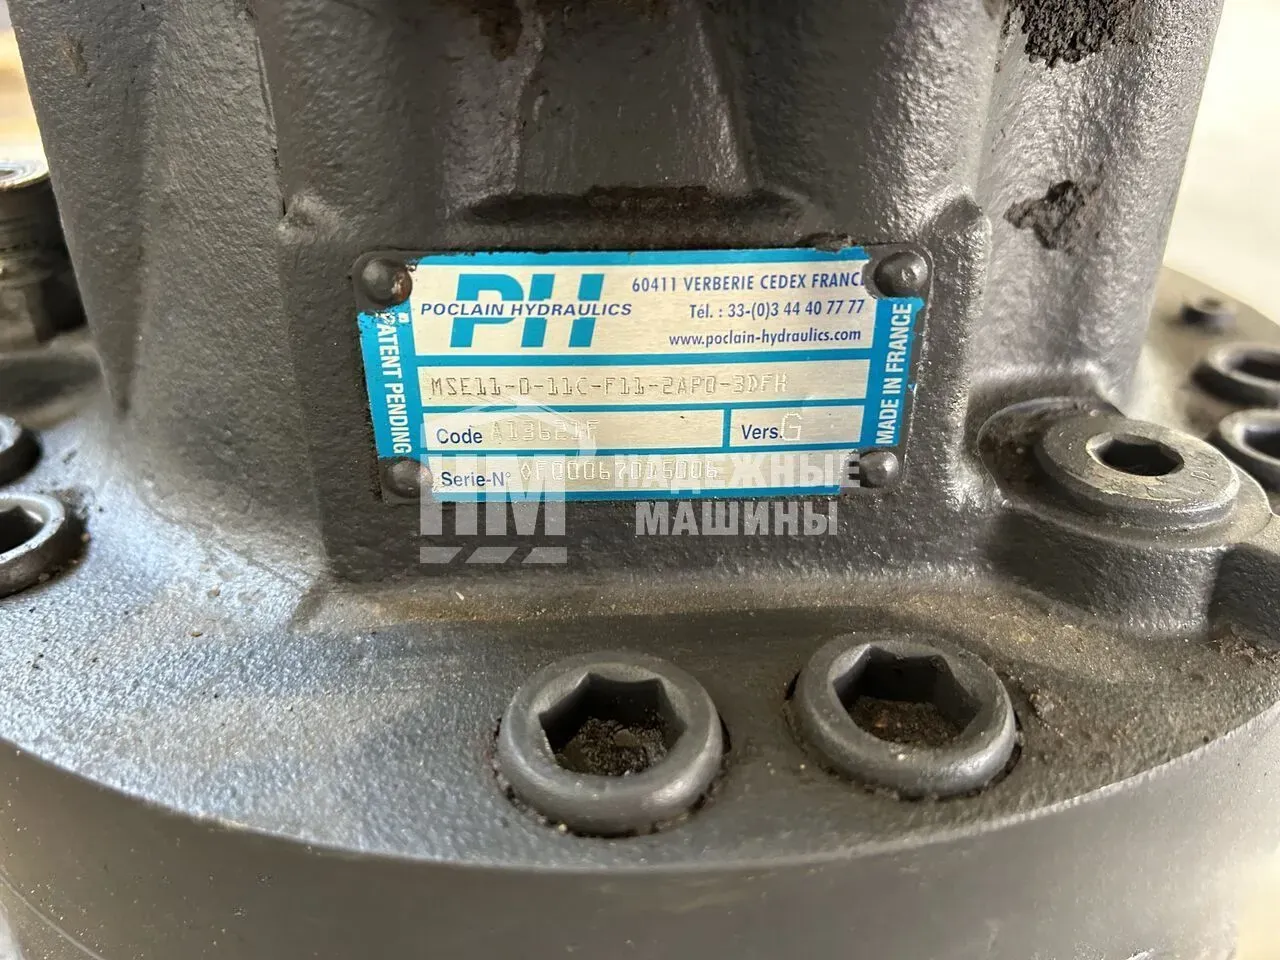 PH
POCLAIN HYDRAULICS
60411 VERBERIE CEDEX FRANCE
Tél. : 33-(0)3 44 40 77 77
www.poclain-hydraulics.com
PATENT PENDING
MADE IN FRANCE
MSE11-0-11C-F11-2AP0-3DFH
Code A13621F
Vers. G
Serie-N°
НМ НАДЕЖНЫЕ
МАШИНЫ